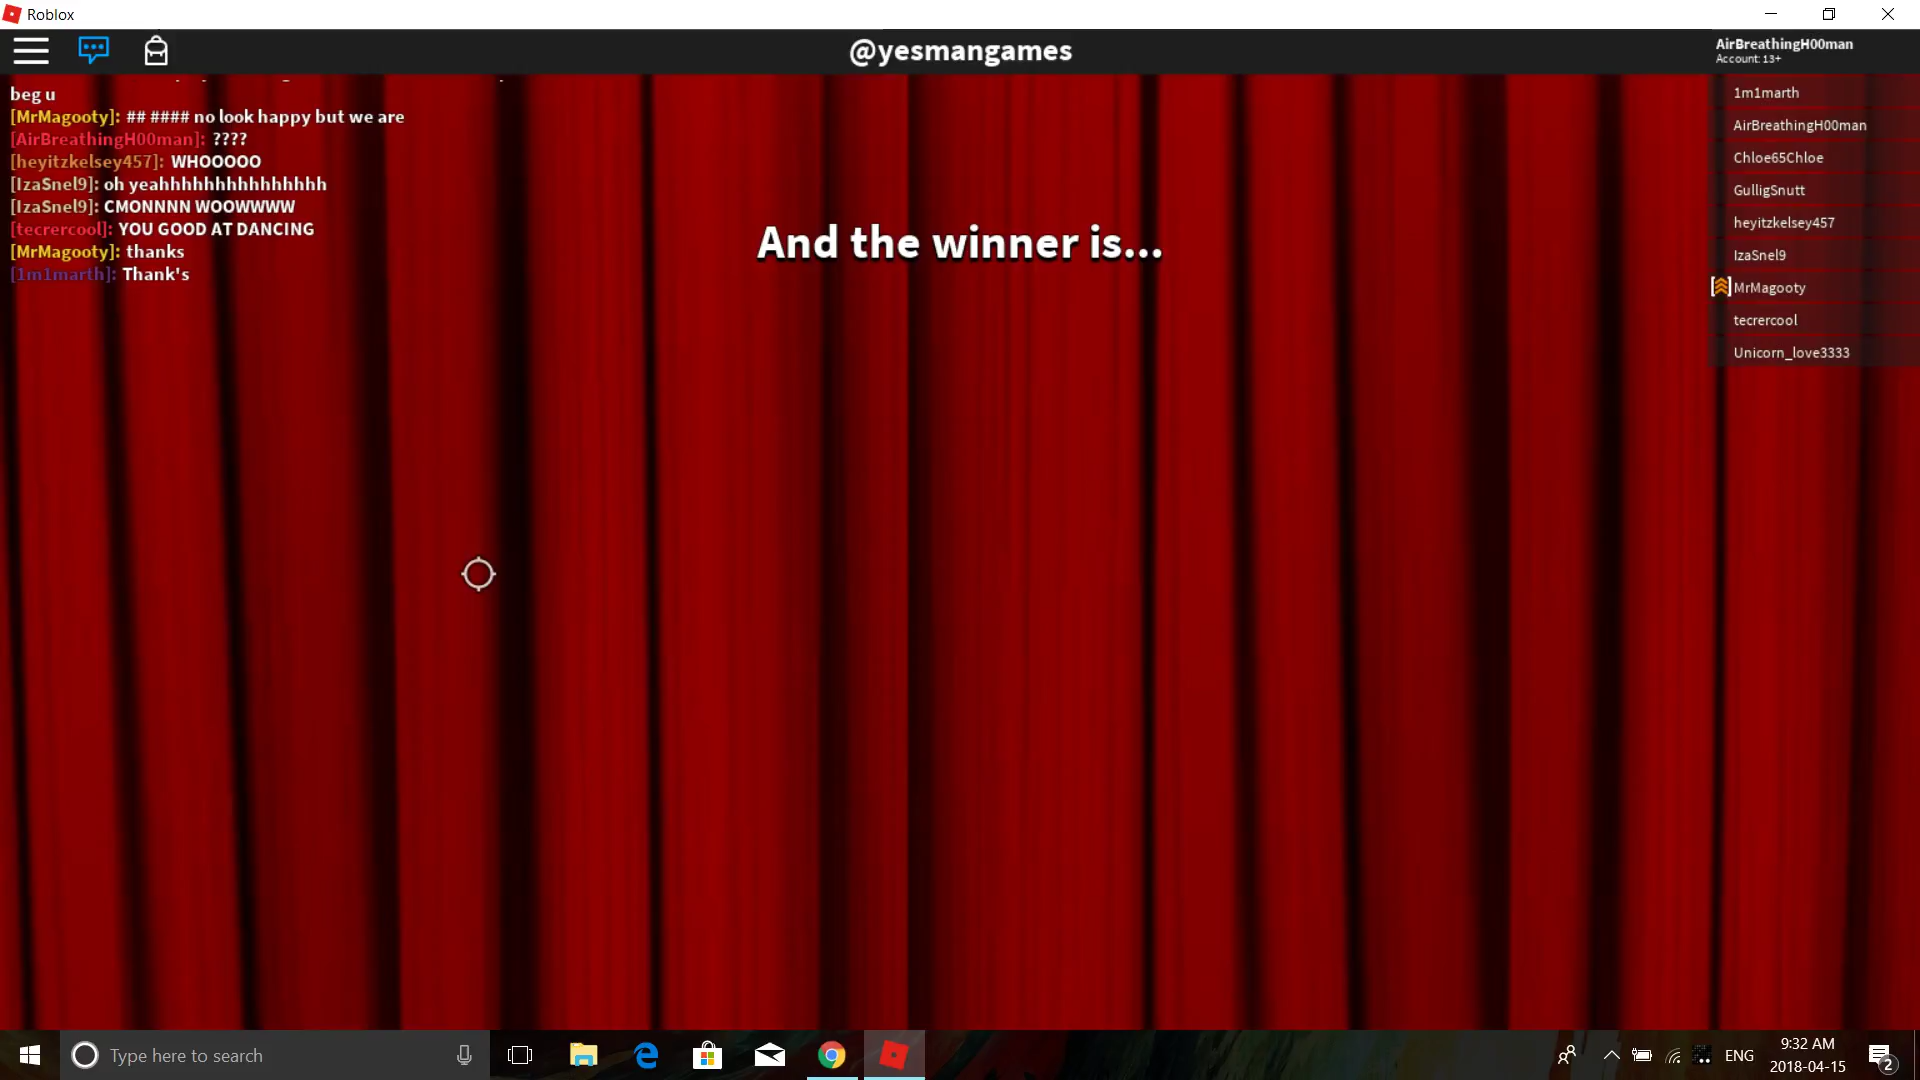 Roblox
@yesmangames
AirBreathingH00man
Account: 13+
beg u
[MrMagooty]: ## #### no look happy but we are
[AirBreathingH00man]: ????
[heyitzkelsey457]: WHOOOOO
[IzaSnel9]: oh yeahhhhhhhhhhhhhhh
[IzaSnel9]: CMONNNN WOOWWWW
[tecrercool]: YOU GOOD AT DANCING
[MrMagooty]: thanks
[1m1marth]: Thank's
And the winner is...
1m1marth
AirBreathingH00man
Chloe65Chloe
GulligSnutt
heyitzkelsey457
IzaSnel9
MrMagooty
tecrercool
Unicorn_love3333
Type here to search
ENG
9:32 AM
2018-04-15
2